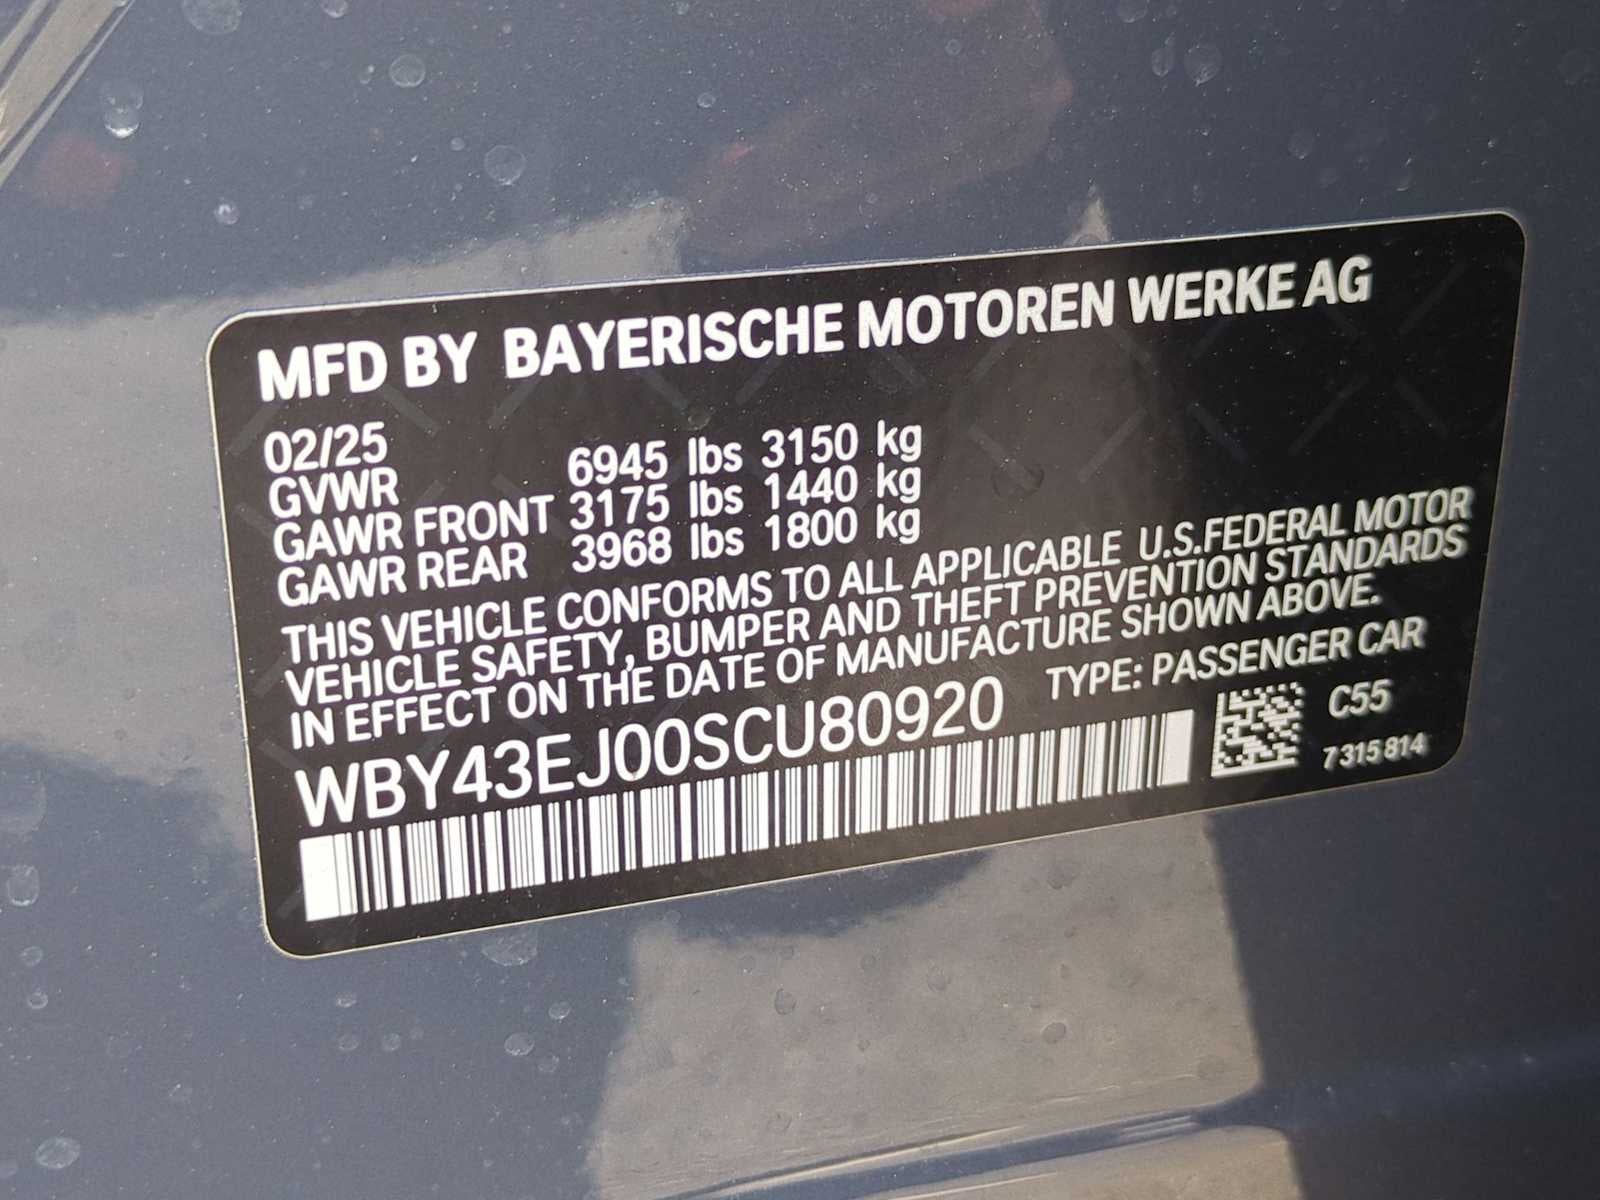 MFD BY BAYERISCHE MOTOREN WERKE AG
02/25
GVWR 6945 lbs 3150 kg
GAWR FRONT 3175 lbs 1440 kg
GAWR REAR 3968 lbs 1800 kg
THIS VEHICLE CONFORMS TO ALL APPLICABLE U.S.FEDERAL MOTOR
VEHICLE SAFETY, BUMPER AND THEFT PREVENTION STANDARDS
IN EFFECT ON THE DATE OF MANUFACTURE SHOWN ABOVE.
WBY43EJ00SCU80920 TYPE: PASSENGER CAR
C55
7 315 814